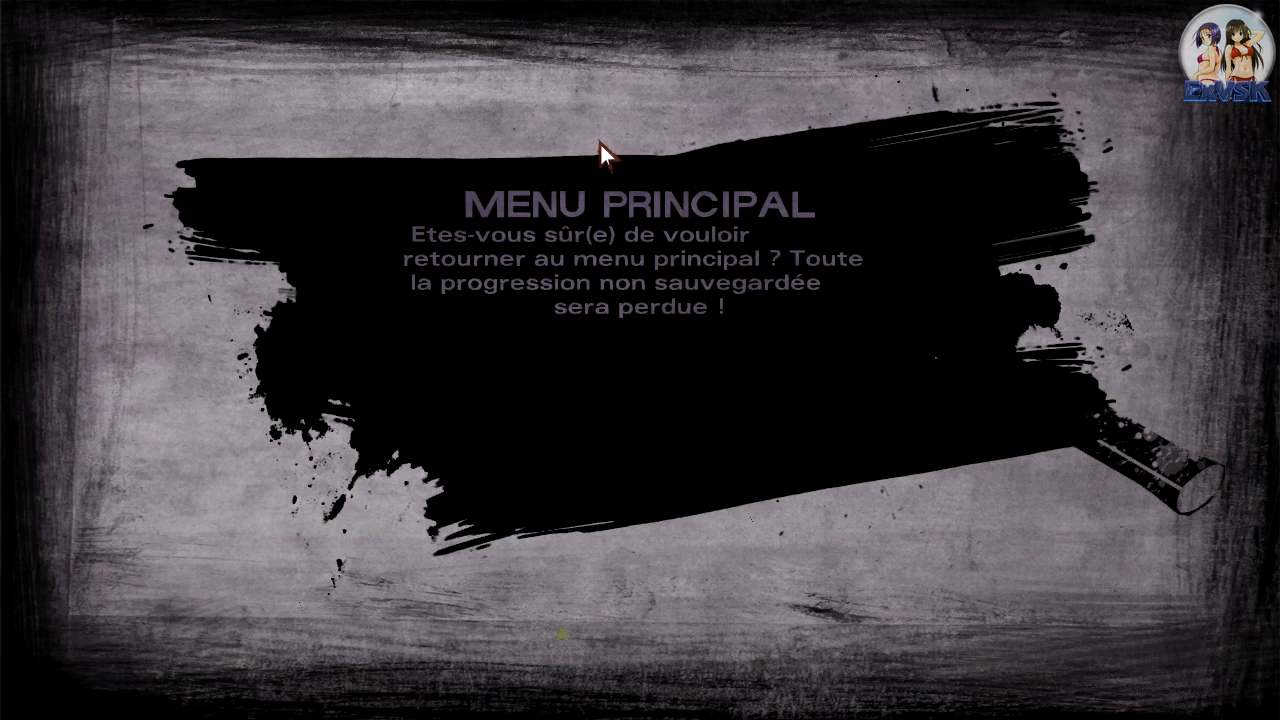 MENU PRINCIPAL
Etes-vous sûr(e) de vouloir
retourner au menu principal ? Toute
la progression non sauvegardée
sera perdue !